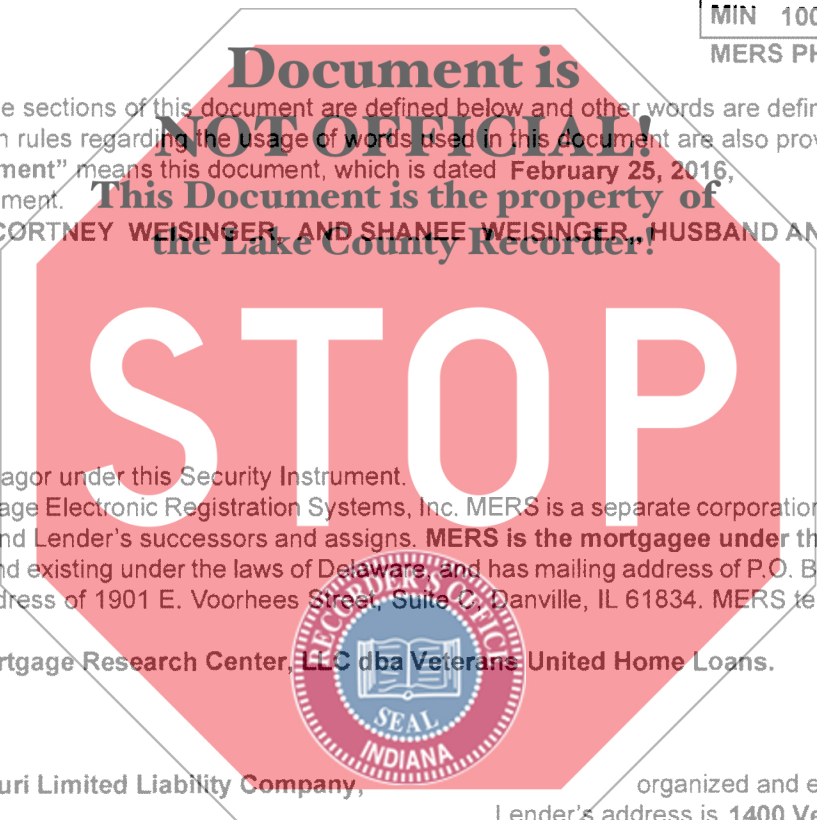 MIN 100
MERS PH
Document is
e sections of this document are defined below and other words are defin
n rules regarding the usage of words used in this document are also prov
NOT OFFICIAL!
ment” means this document, which is dated February 25, 2016,
ment.
This Document is the property of
CORTNEY WEISINGER, AND SHANEE WEISINGER, HUSBAND AN
the Lake County Recorder!
STOP
agor under this Security Instrument.
age Electronic Registration Systems, Inc. MERS is a separate corporation
nd Lender's successors and assigns. MERS is the mortgagee under th
nd existing under the laws of Delaware, and has mailing address of P.O. B
dress of 1901 E. Voorhees Street, Suite C, Danville, IL 61834. MERS te
RECORDER'S OFFICE
rtgage Research Center, LLC dba Veterans United Home Loans.
SEAL
INDIANA
uri Limited Liability Company,
organized and e
Lender's address is 1400 Ve